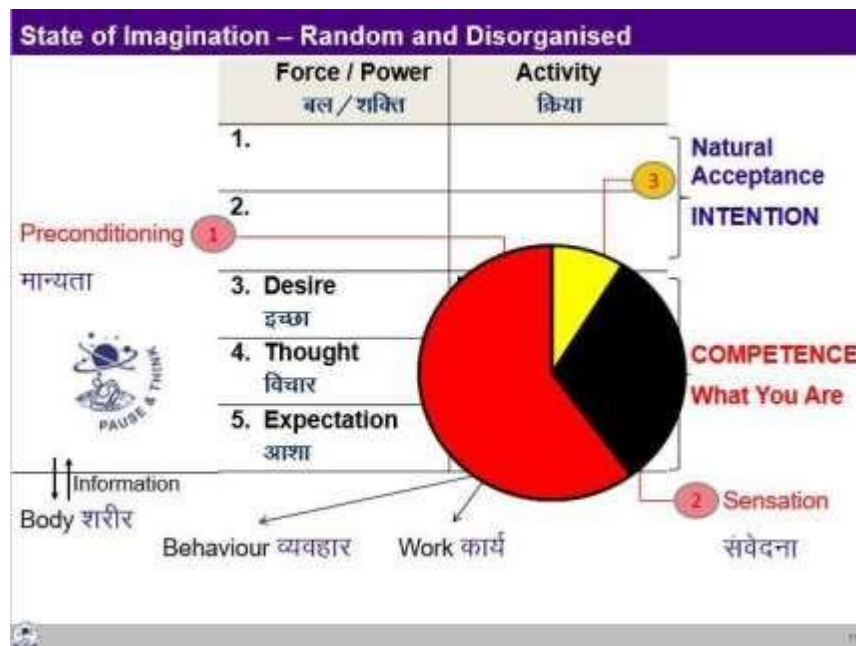 State of Imagination – Random and Disorganised
Force / Power
बल / शक्ति
Activity
क्रिया
1.
2.
3. Desire
इच्छा
4. Thought
विचार
5. Expectation
आशा
Preconditioning 1
मान्यता
3
Natural
Acceptance
INTENTION
COMPETENCE
What You Are
2 Sensation
संवेदना
PAUSE & THINK
Information
Body शरीर
Behaviour व्यवहार
Work कार्य